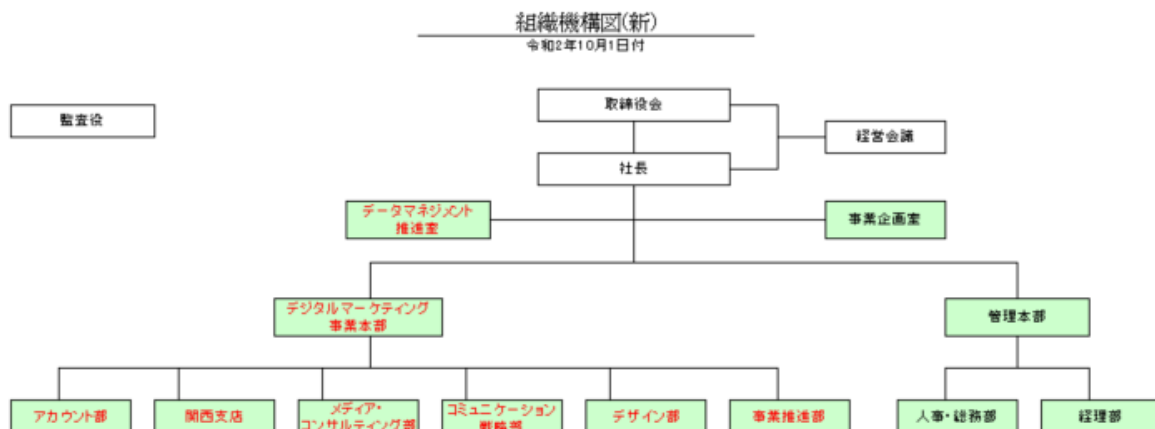 組織機構図(新)
令和2年10月1日付
監査役
取締役会
経営会議
社長
データマネジメント
推進室
事業企画室
デジタルマーケティング
事業本部
管理本部
アカウント部
関西支店
メディア・
コンサルティング部
コミュニケーション
戦略部
デザイン部
事業推進部
人事・総務部
経理部